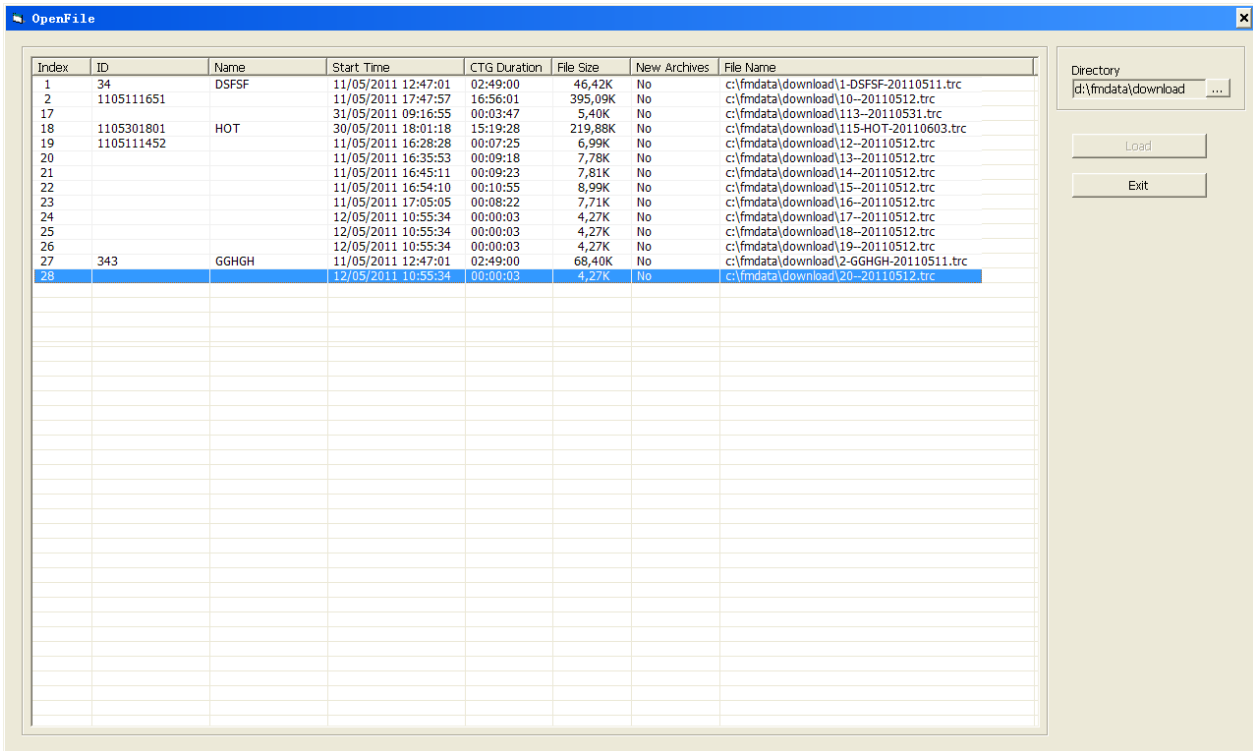 OpenFile
Index ID Name Start Time CTG Duration File Size New Archives File Name
1 34 DSFSF 11/05/2011 12:47:01 02:49:00 46,42K No c:\fmdata\download\1-DSFSF-20110511.trc
2 1105111651 11/05/2011 17:47:57 16:56:01 395,09K No c:\fmdata\download\10--20110512.trc
17 31/05/2011 09:16:55 00:03:47 5,40K No c:\fmdata\download\113--20110531.trc
18 1105301801 HOT 30/05/2011 18:01:18 15:19:28 219,88K No c:\fmdata\download\115-HOT-20110603.trc
19 1105111452 11/05/2011 16:28:28 00:07:25 6,99K No c:\fmdata\download\12--20110512.trc
20 11/05/2011 16:35:53 00:09:18 7,78K No c:\fmdata\download\13--20110512.trc
21 11/05/2011 16:45:11 00:09:23 7,81K No c:\fmdata\download\14--20110512.trc
22 11/05/2011 16:54:10 00:10:55 8,99K No c:\fmdata\download\15--20110512.trc
23 11/05/2011 17:05:05 00:08:22 7,71K No c:\fmdata\download\16--20110512.trc
24 12/05/2011 10:55:34 00:00:03 4,27K No c:\fmdata\download\17--20110512.trc
25 12/05/2011 10:55:34 00:00:03 4,27K No c:\fmdata\download\18--20110512.trc
26 12/05/2011 10:55:34 00:00:03 4,27K No c:\fmdata\download\19--20110512.trc
27 343 GGHGH 11/05/2011 12:47:01 02:49:00 68,40K No c:\fmdata\download\2-GGHGH-20110511.trc
28 12/05/2011 10:55:34 00:00:03 4,27K No c:\fmdata\download\20--20110512.trc
Directory
d:\fmdata\download ...
Load
Exit